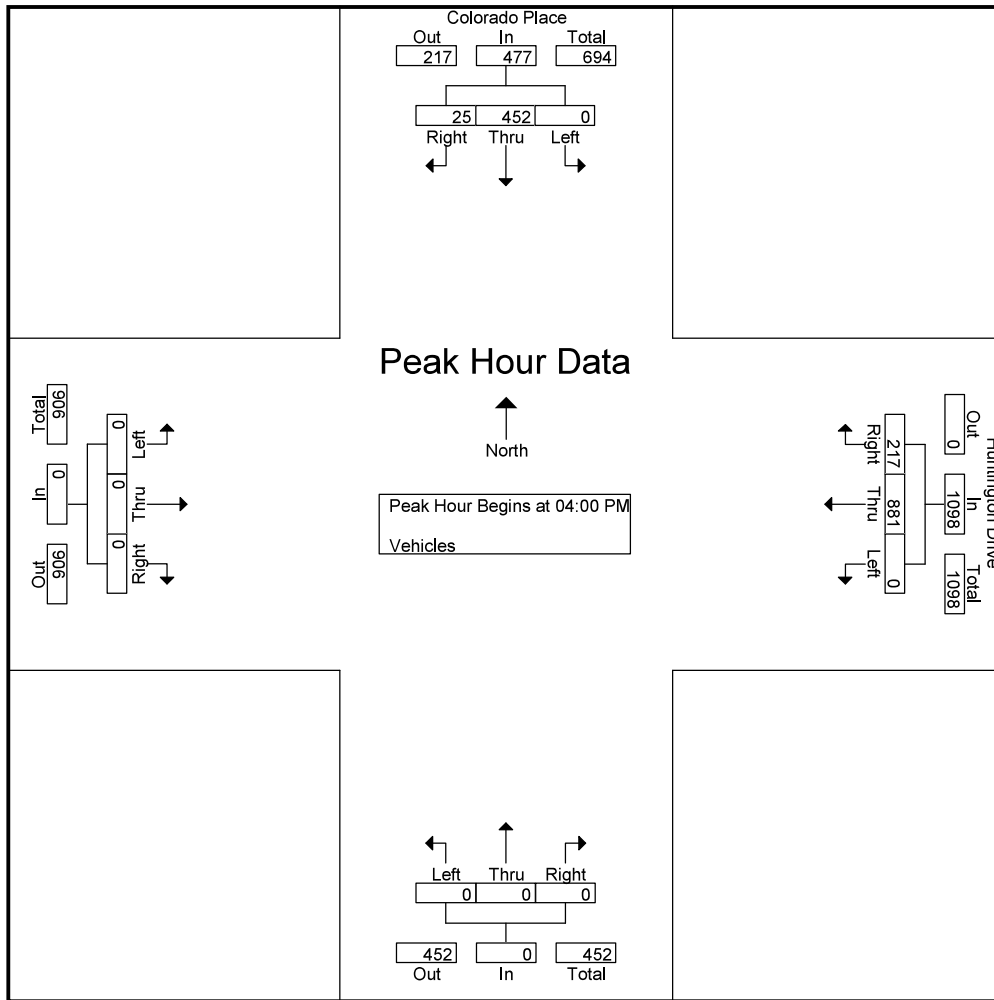 Colorado Place
Out In Total
217 477 694
25 452 0
Right Thru Left
Peak Hour Data
North
Peak Hour Begins at 04:00 PM
Vehicles
Total In Out
906 0 906
0 0 0
Left Thru Right
Huntington Drive
Out In Total
0 1098 1098
217 881 0
Right Thru Left
Left Thru Right
0 0 0
452 0 452
Out In Total